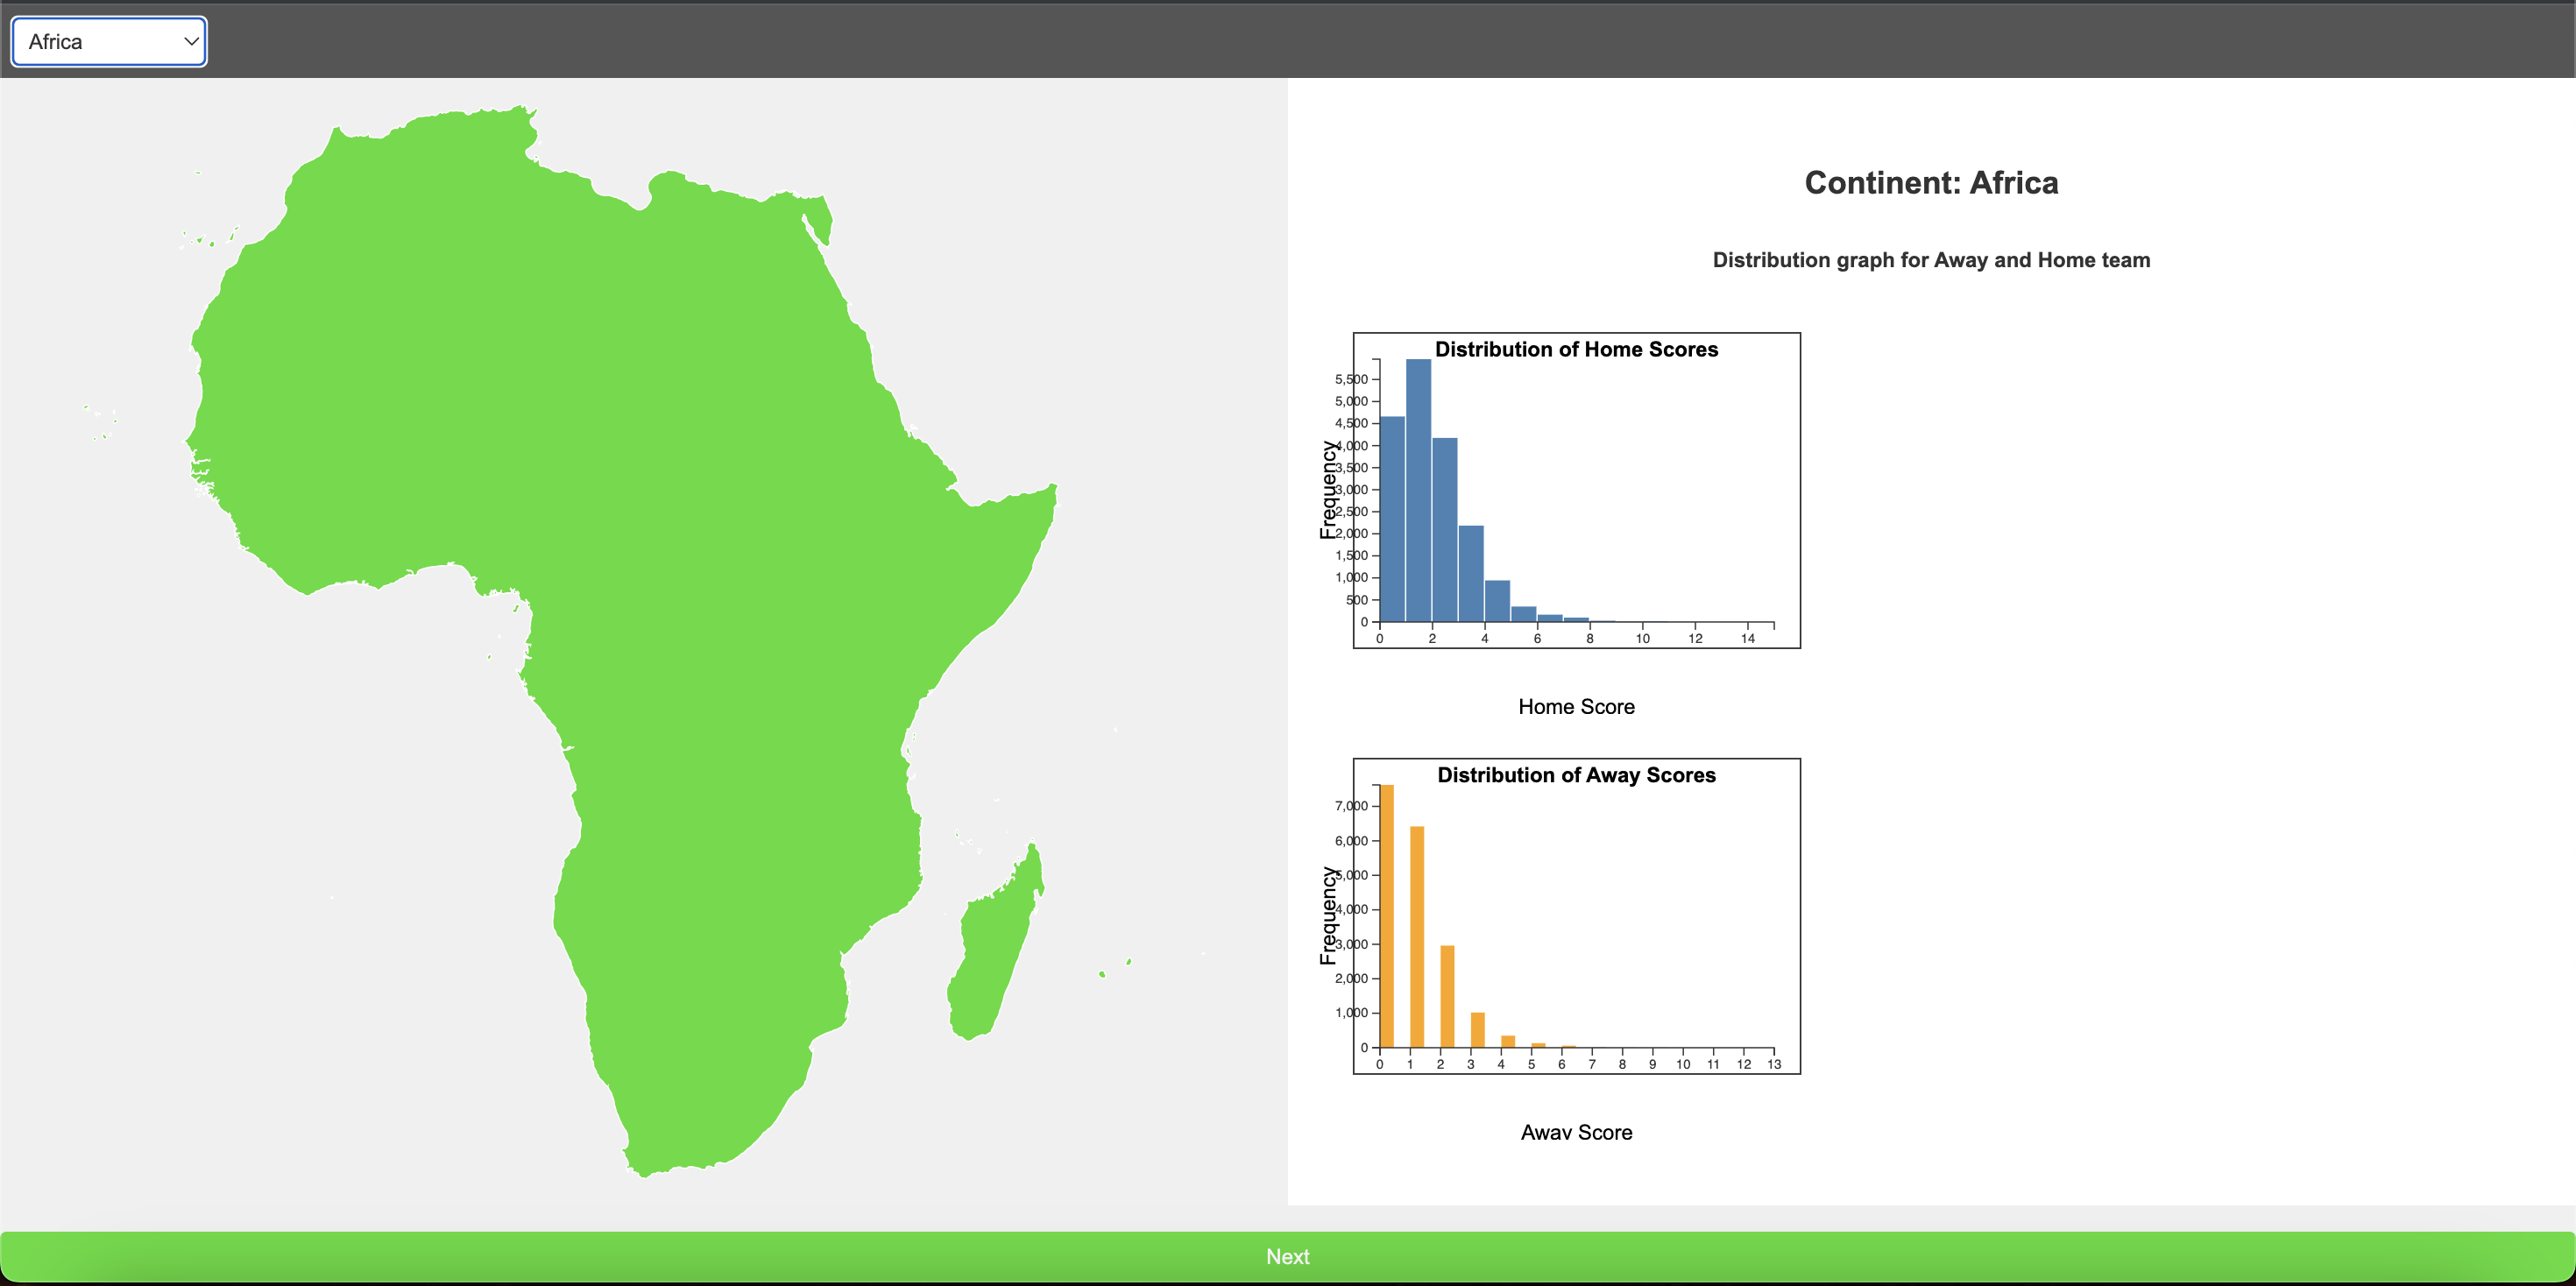 Africa
Continent: Africa
Distribution graph for Away and Home team
Distribution of Home Scores
Frequency
5,500
5,000
4,500
4,000
3,500
3,000
2,500
2,000
1,500
1,000
500
0
0 2 4 6 8 10 12 14
Home Score
Distribution of Away Scores
Frequency
7,000
6,000
5,000
4,000
3,000
2,000
1,000
0
0 1 2 3 4 5 6 7 8 9 10 11 12 13
Away Score
Next